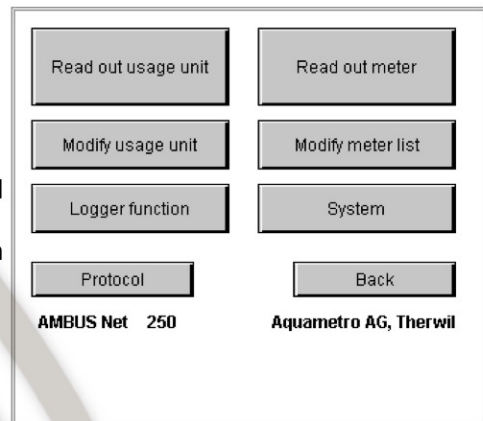 Read out usage unit Read out meter
Modify usage unit Modify meter list
Logger function System
Protocol Back
AMBUS Net 250 Aquametro AG, Therwil